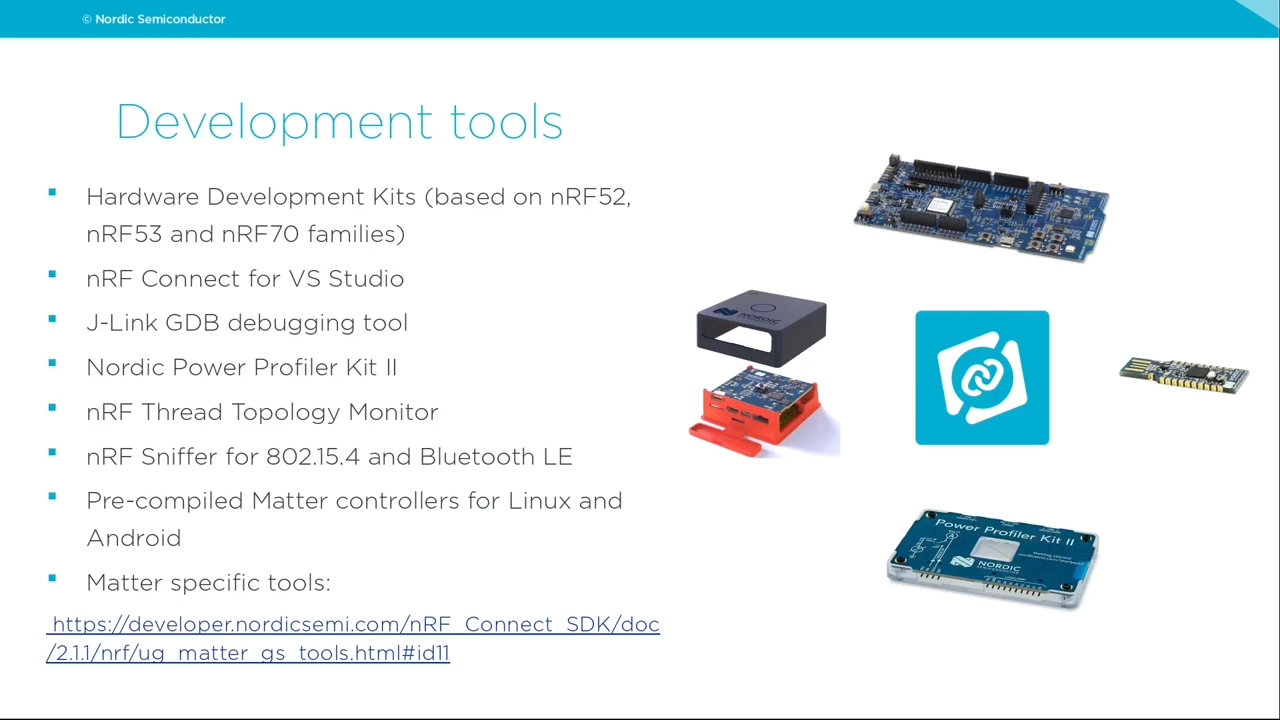 © Nordic Semiconductor
Development tools
Hardware Development Kits (based on nRF52,
nRF53 and nRF70 families)
nRF Connect for VS Studio
J-Link GDB debugging tool
Nordic Power Profiler Kit II
nRF Thread Topology Monitor
nRF Sniffer for 802.15.4 and Bluetooth LE
Pre-compiled Matter controllers for Linux and
Android
Matter specific tools:
https://developer.nordicsemi.com/nRF_Connect_SDK/doc
/2.1.1/nrf/ug_matter_gs_tools.html#id11
NORDIC
Power Profiler Kit II
NORDIC
SEMICONDUCTOR